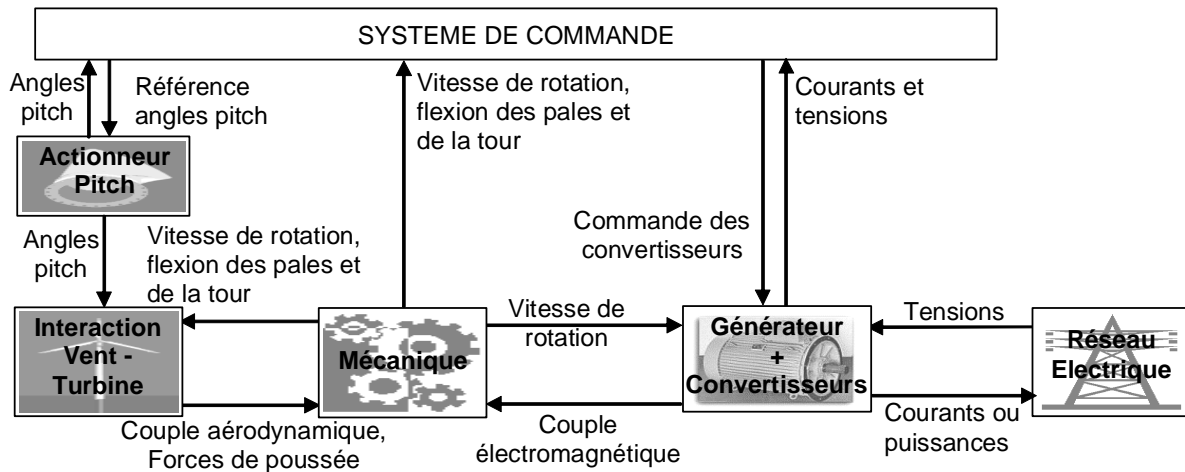 SYSTEME DE COMMANDE
Angles
pitch
Référence
angles pitch
Vitesse de rotation,
flexion des pales et
de la tour
Courants et
tensions
Actionneur
Pitch
Commande des
convertisseurs
Angles
pitch
Vitesse de rotation,
flexion des pales et
de la tour
Interaction
Vent -
Turbine
Mécanique
Vitesse de
rotation
Générateur
+
Convertisseurs
Tensions
Réseau
Electrique
Couple aérodynamique,
Forces de poussée
Couple
électromagnétique
Courants ou
puissances